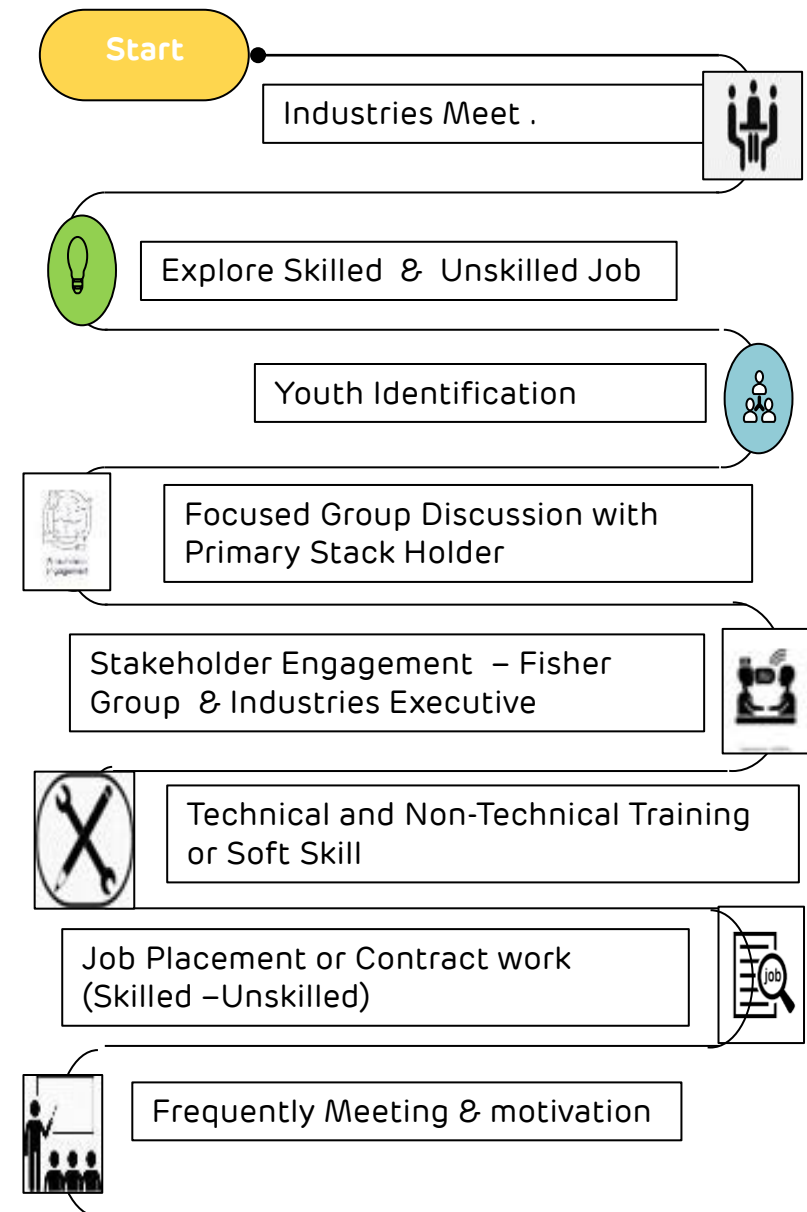 Start
Industries Meet .
Explore Skilled & Unskilled Job
Youth Identification
Focused Group Discussion with
Primary Stack Holder
engagement
Stakeholder Engagement – Fisher
Group & Industries Executive
Technical and Non-Technical Training
or Soft Skill
Job Placement or Contract work
(Skilled –Unskilled)
job
Frequently Meeting & motivation